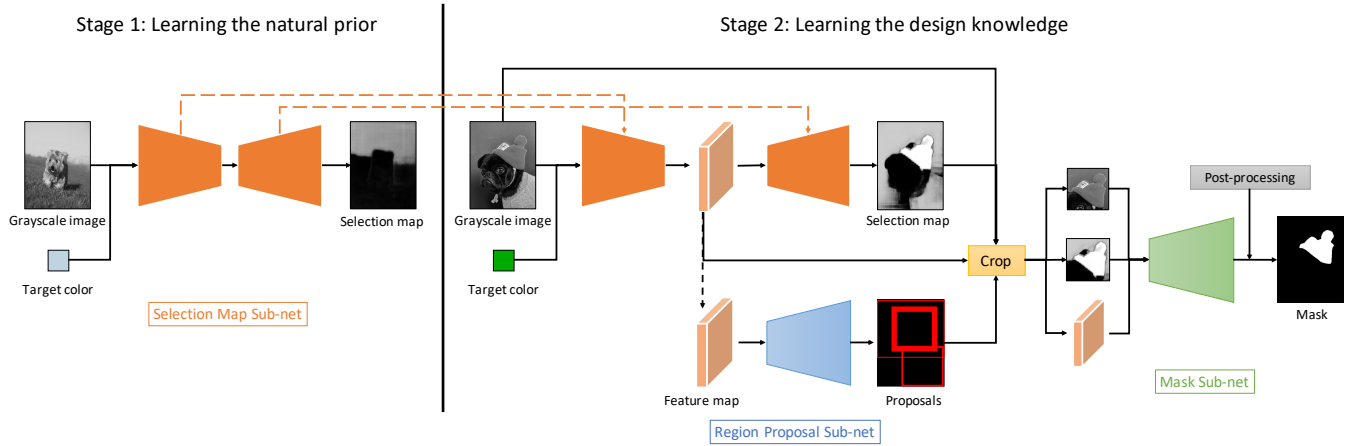 Stage 1: Learning the natural prior
Stage 2: Learning the design knowledge
Grayscale image
Selection map
Target color
Selection Map Sub-net
Grayscale image
Selection map
Target color
Crop
Post-processing
Mask
Feature map
Proposals
Region Proposal Sub-net
Mask Sub-net